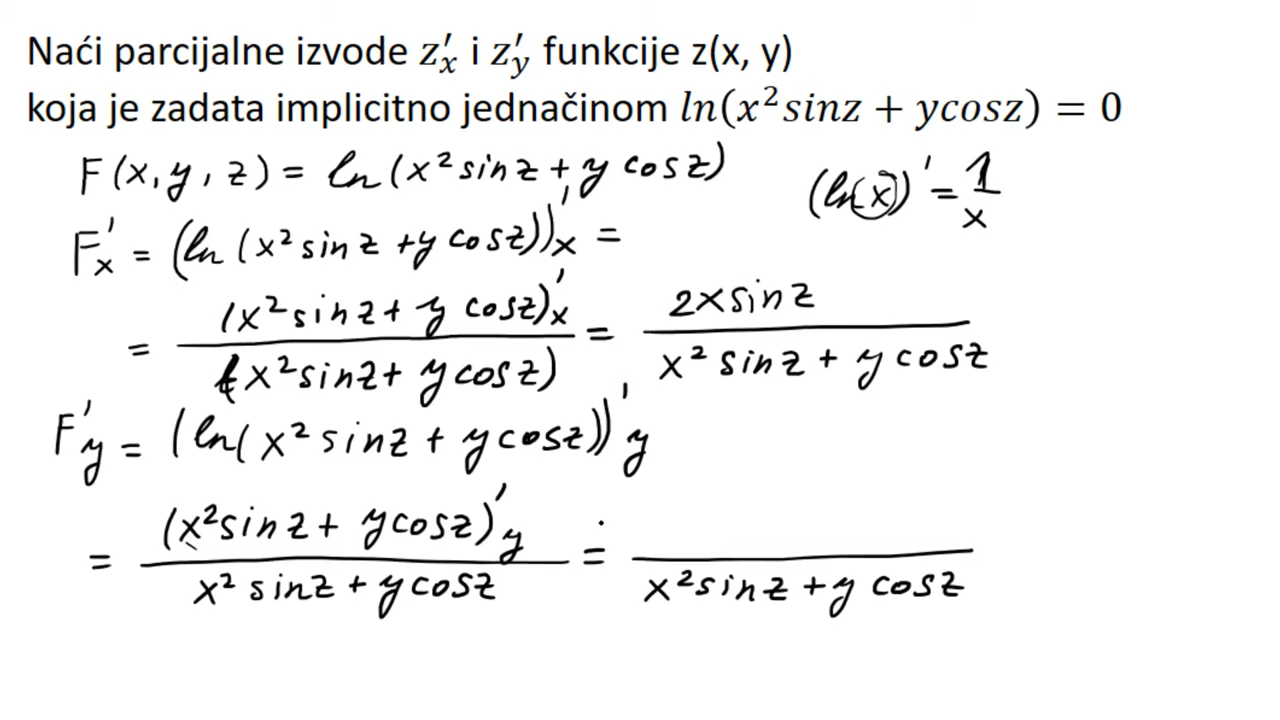 Naći parcijalne izvode z′ₓ i z′ᵧ funkcije z(x, y)
koja je zadata implicitno jednačinom ln(x²sinz + ycosz) = 0
F(x, y, z) = ln(x² sin z + y cos z)
(ln(x))' = 1/x
F'ₓ = (ln(x² sin z + y cos z))'ₓ =
= (x² sin z + y cos z)'ₓ / (x² sin z + y cos z) = 2x sin z / x² sin z + y cos z
F'ᵧ = (ln(x² sin z + y cos z))'ᵧ
= (x² sin z + y cos z)'ᵧ / x² sin z + y cos z = / x² sin z + y cos z